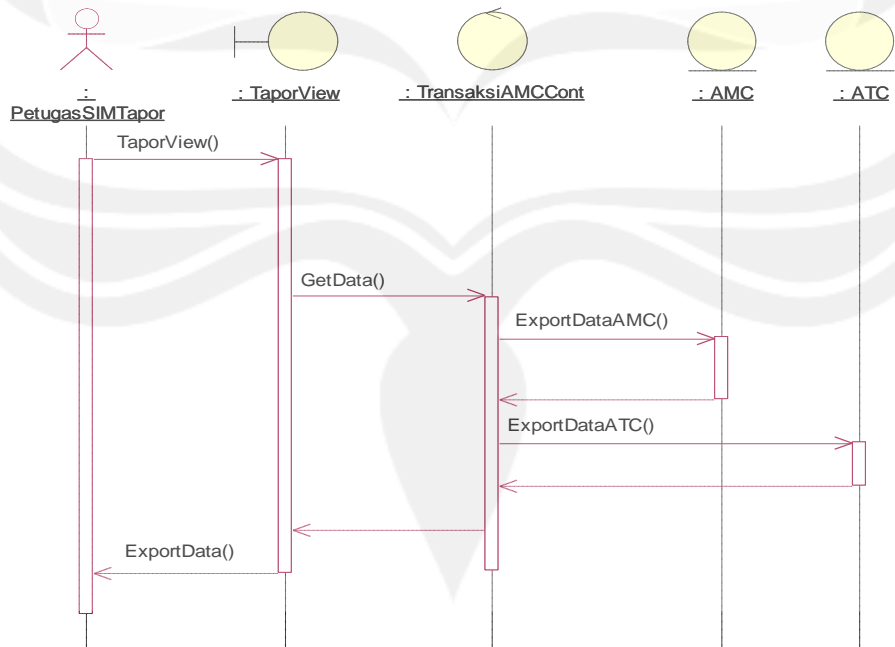 :
PetugasSIMTapor
: TaporView
: TransaksiAMCCont
: AMC
: ATC
TaporView()
GetData()
ExportDataAMC()
ExportDataATC()
ExportData()